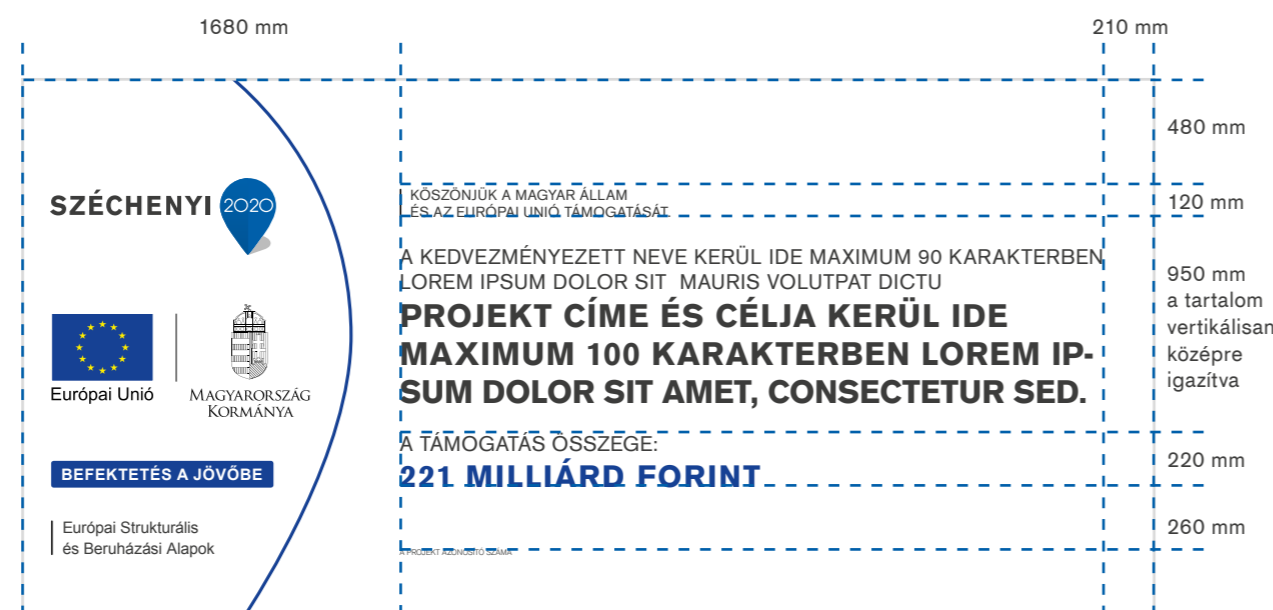 1680 mm
210 mm
480 mm
SZÉCHENYI 2020
KÖSZÖNJÜK A MAGYAR ÁLLAM
ÉS AZ EURÓPAI UNIÓ TÁMOGATÁSÁT
120 mm
A KEDVEZMÉNYEZETT NEVE KERÜL IDE MAXIMUM 90 KARAKTERBEN
LOREM IPSUM DOLOR SIT MAURIS VOLUTPAT DICTU
PROJEKT CÍME ÉS CÉLJA KERÜL IDE
MAXIMUM 100 KARAKTERBEN LOREM IP-
SUM DOLOR SIT AMET, CONSECTETUR SED.
950 mm
a tartalom
vertikálisan
középre
igazítva
Európai Unió
MAGYARORSZÁG
KORMÁNYA
A TÁMOGATÁS ÖSSZEGE:
221 MILLIÁRD FORINT
220 mm
BEFEKTETÉS A JÖVŐBE
Európai Strukturális
és Beruházási Alapok
260 mm
A PROJEKT AZONOSÍTÓ SZÁMA